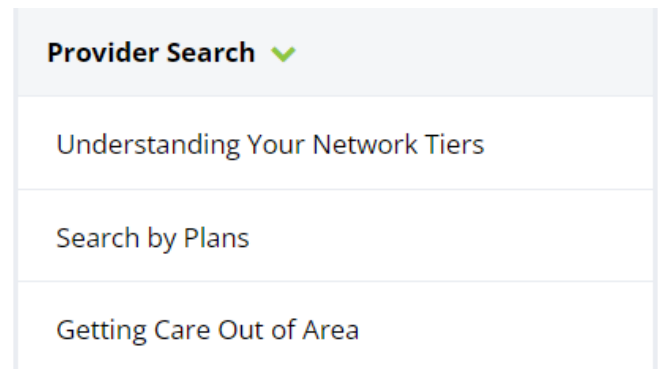 Provider Search
Understanding Your Network Tiers
Search by Plans
Getting Care Out of Area